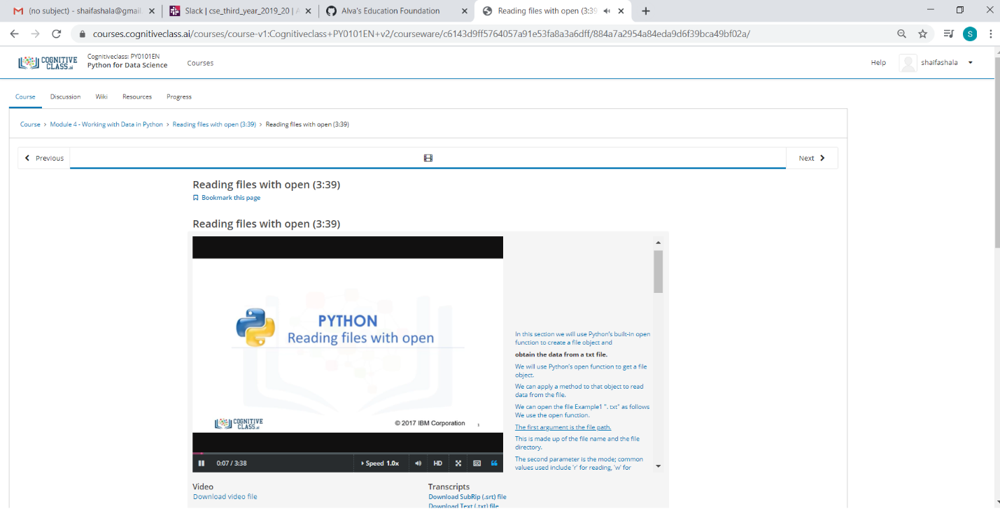 (no subject) - shaifashala@gmail.
Slack | cse_third_year_2019_20 | A
Alva's Education Foundation
Reading files with open (3:39
courses.cognitiveclass.ai/courses/course-v1:Cognitiveclass+PY0101EN+v2/courseware/c6143d9ff5764057a91e53fa8a3a6dff/884a7a2954a84eda9d6f39bca49bf02a/
S
COGNITIVE
CLASS.ai
Cognitiveclass: PY0101EN
Python for Data Science
Courses
Help
shaifashala
Course
Discussion
Wiki
Resources
Progress
Course > Module 4 - Working with Data in Python > Reading files with open (3:39) > Reading files with open (3:39)
Previous
Next
Reading files with open (3:39)
Bookmark this page
Reading files with open (3:39)
PYTHON
Reading files with open
COGNITIVE
CLASS.ai
© 2017 IBM Corporation
1
0:07 / 3:38
Speed 1.0x
HD
In this section we will use Python's built-in open
function to create a file object and
obtain the data from a txt file.
We will use Python's open function to get a file
object.
We can apply a method to that object to read
data from the file.
We can open the file Example1 ". txt" as follows
We use the open function.
The first argument is the file path.
This is made up of the file name and the file
directory.
The second parameter is the mode; common
values used include 'r' for reading, 'w' for
Video
Download video file
Transcripts
Download SubRip (.srt) file
Download Text (.txt) file